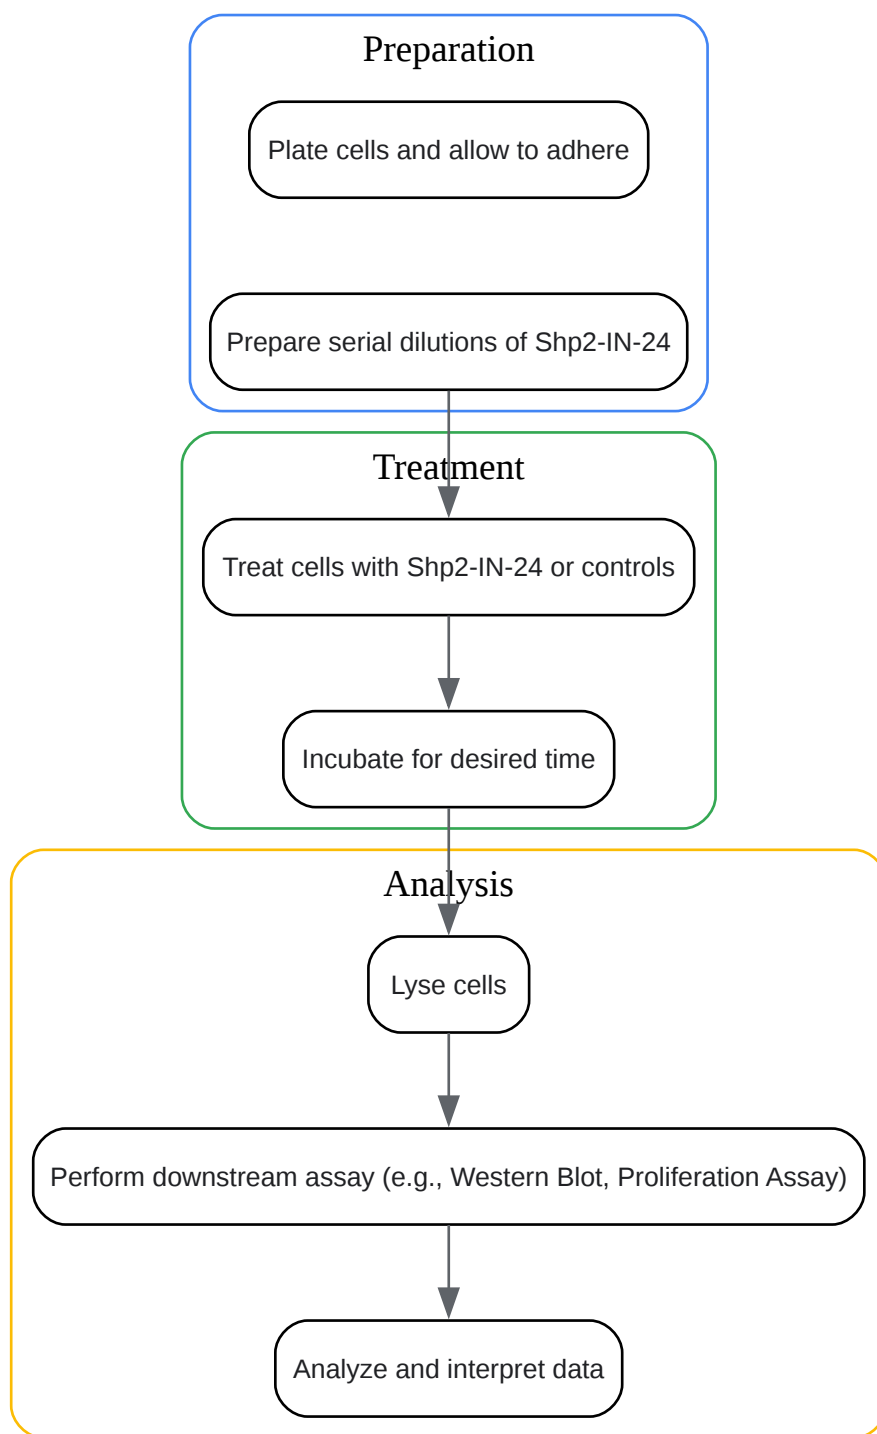 Preparation
Plate cells and allow to adhere
Prepare serial dilutions of Shp2-IN-24
Treatment
Treat cells with Shp2-IN-24 or controls
Incubate for desired time
Analysis
Lyse cells
Perform downstream assay (e.g., Western Blot, Proliferation Assay)
Analyze and interpret data